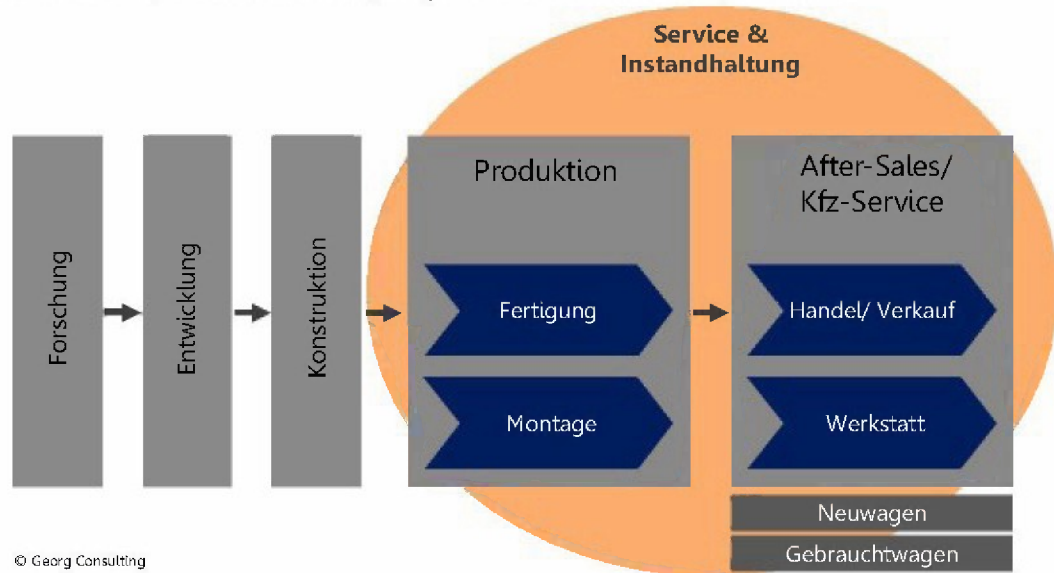 Service &
Instandhaltung
Forschung
Entwicklung
Konstruktion
Produktion
Fertigung
Montage
After-Sales/
Kfz-Service
Handel/ Verkauf
Werkstatt
Neuwagen
Gebrauchtwagen
© Georg Consulting